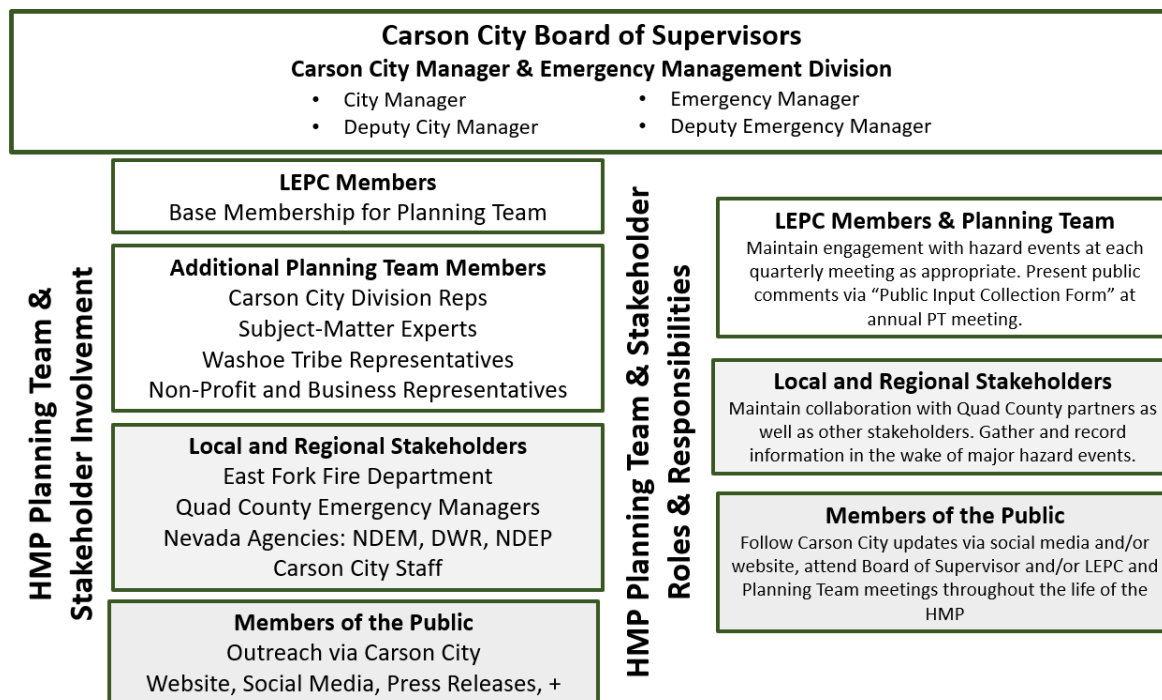 Carson City Board of Supervisors
Carson City Manager & Emergency Management Division
• City Manager
• Deputy City Manager
• Emergency Manager
• Deputy Emergency Manager
HMP Planning Team &
Stakeholder Involvement
LEPC Members
Base Membership for Planning Team
Additional Planning Team Members
Carson City Division Reps
Subject-Matter Experts
Washoe Tribe Representatives
Non-Profit and Business Representatives
Local and Regional Stakeholders
East Fork Fire Department
Quad County Emergency Managers
Nevada Agencies: NDEM, DWR, NDEP
Carson City Staff
Members of the Public
Outreach via Carson City
Website, Social Media, Press Releases, +
HMP Planning Team & Stakeholder
Roles & Responsibilities
LEPC Members & Planning Team
Maintain engagement with hazard events at each
quarterly meeting as appropriate. Present public
comments via “Public Input Collection Form” at
annual PT meeting.
Local and Regional Stakeholders
Maintain collaboration with Quad County partners as
well as other stakeholders. Gather and record
information in the wake of major hazard events.
Members of the Public
Follow Carson City updates via social media and/or
website, attend Board of Supervisor and/or LEPC and
Planning Team meetings throughout the life of the
HMP